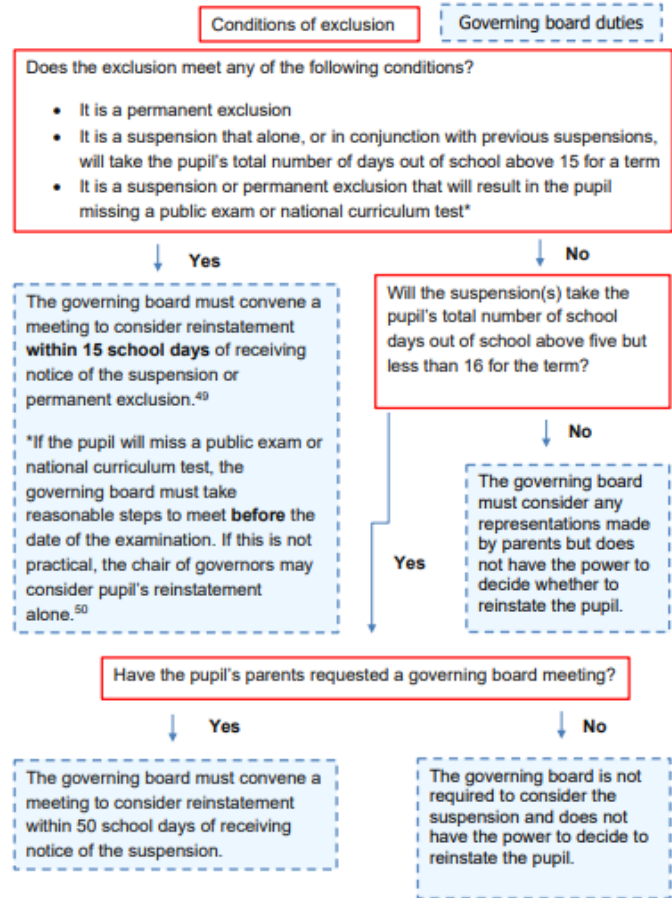 Conditions of exclusion
Governing board duties
Does the exclusion meet any of the following conditions?
• It is a permanent exclusion
• It is a suspension that alone, or in conjunction with previous suspensions,
will take the pupil's total number of days out of school above 15 for a term
• It is a suspension or permanent exclusion that will result in the pupil
missing a public exam or national curriculum test*
Yes
No
The governing board must convene a
meeting to consider reinstatement
within 15 school days of receiving
notice of the suspension or
permanent exclusion.49
*If the pupil will miss a public exam or
national curriculum test, the
governing board must take
reasonable steps to meet before the
date of the examination. If this is not
practical, the chair of governors may
consider pupil's reinstatement
alone.50
Will the suspension(s) take the
pupil's total number of school
days out of school above five but
less than 16 for the term?
No
Yes
The governing board
must consider any
representations made
by parents but does
not have the power to
decide whether to
reinstate the pupil.
Have the pupil's parents requested a governing board meeting?
Yes
No
The governing board must convene a
meeting to consider reinstatement
within 50 school days of receiving
notice of the suspension.
The governing board is not
required to consider the
suspension and does not
have the power to decide to
reinstate the pupil.